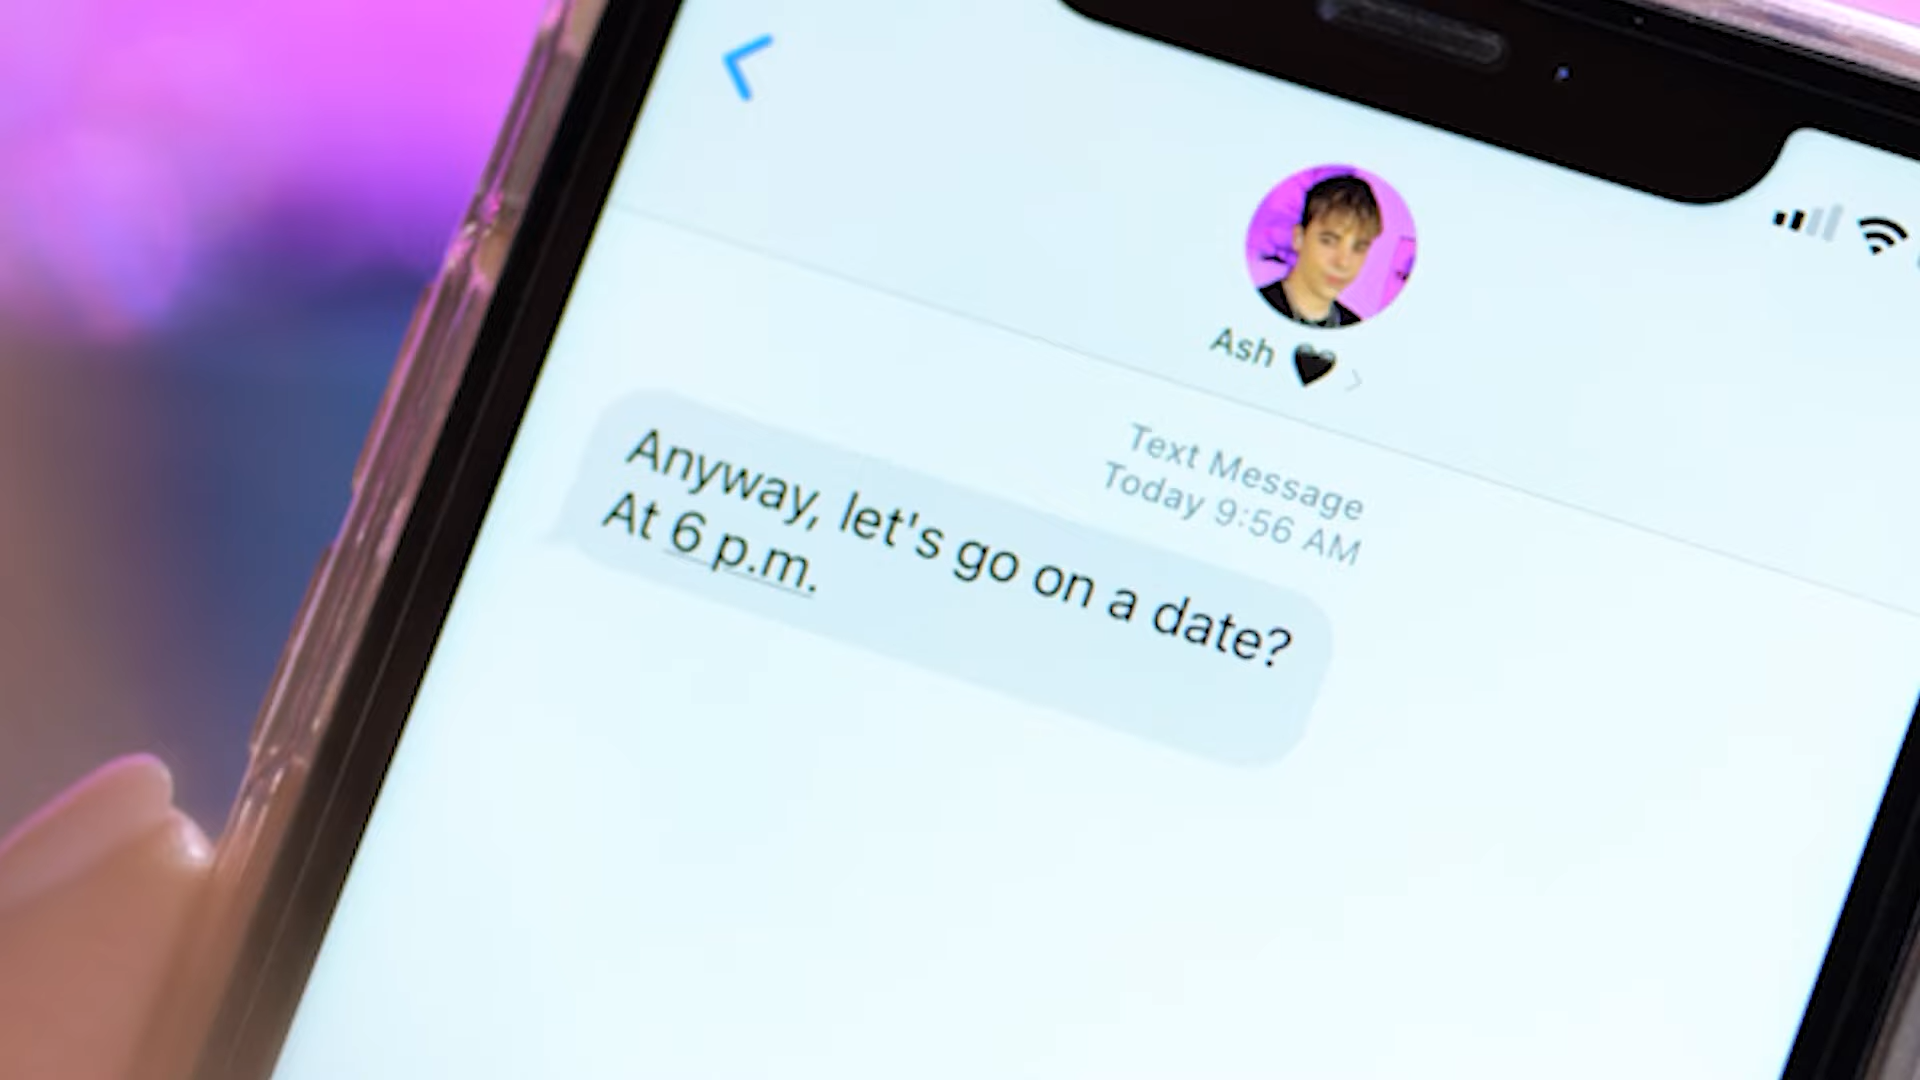 Ash 🖤
Text Message
Today 9:56 AM
Anyway, let's go on a date?
At 6 p.m.